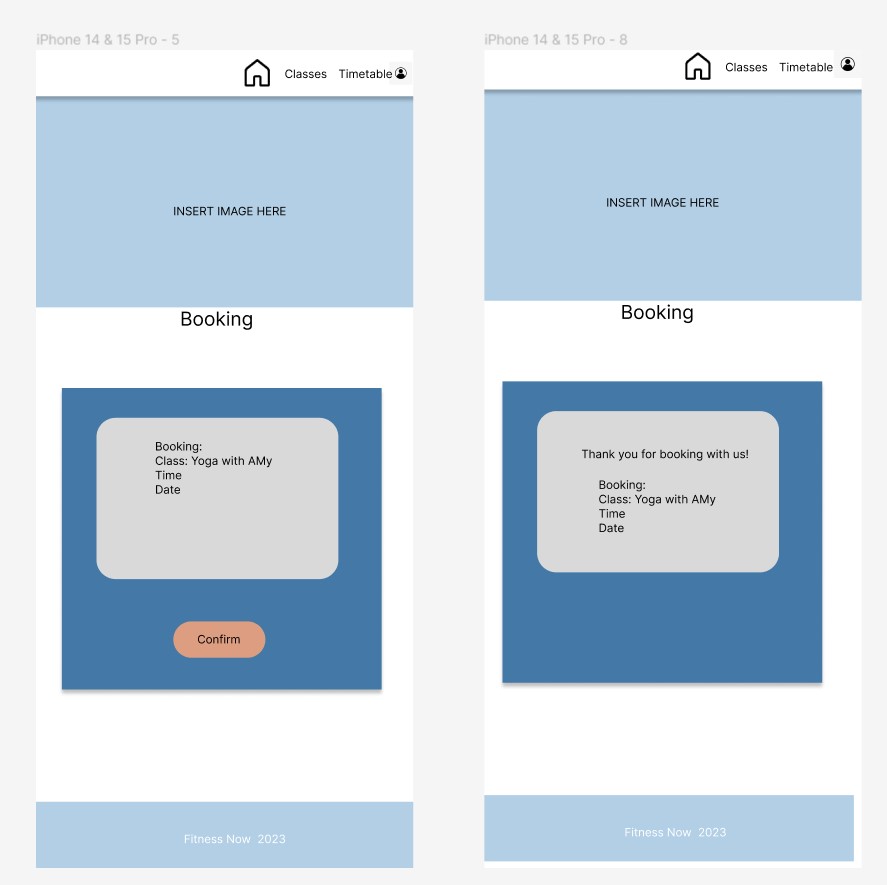 iPhone 14 & 15 Pro - 5
Classes Timetable
INSERT IMAGE HERE
Booking
Booking:
Class: Yoga with AMy
Time
Date
Confirm
Fitness Now 2023
iPhone 14 & 15 Pro - 8
Classes Timetable
INSERT IMAGE HERE
Booking
Thank you for booking with us!
Booking:
Class: Yoga with AMy
Time
Date
Fitness Now 2023